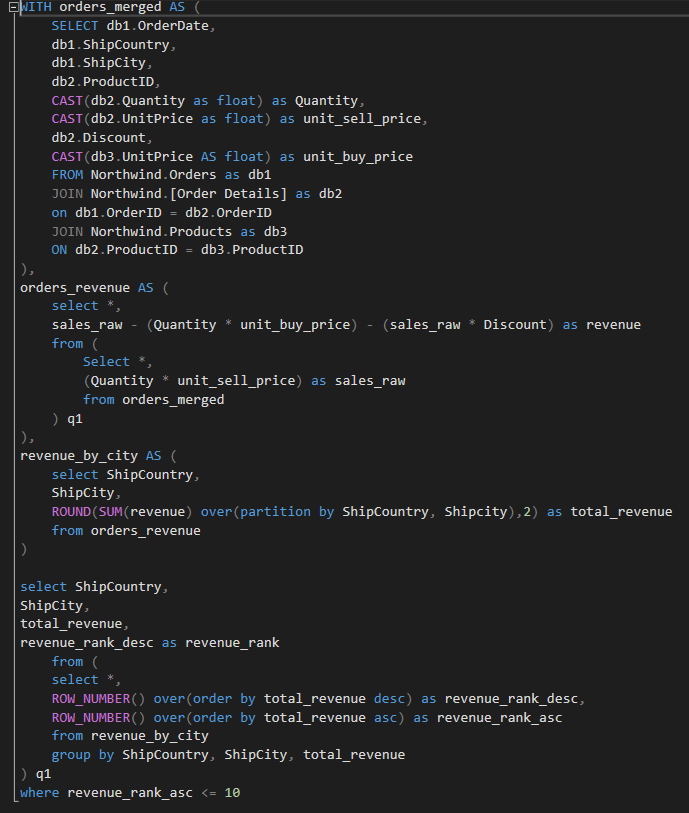 WITH orders_merged AS (
    SELECT db1.OrderDate,
    db1.ShipCountry,
    db1.ShipCity,
    db2.ProductID,
    CAST(db2.Quantity as float) as Quantity,
    CAST(db2.UnitPrice as float) as unit_sell_price,
    db2.Discount,
    CAST(db3.UnitPrice AS float) as unit_buy_price
    FROM Northwind.Orders as db1
    JOIN Northwind.[Order Details] as db2
    on db1.OrderID = db2.OrderID
    JOIN Northwind.Products as db3
    ON db2.ProductID = db3.ProductID
),
orders_revenue AS (
    select *,
    sales_raw - (Quantity * unit_buy_price) - (sales_raw * Discount) as revenue
    from (
        Select *,
        (Quantity * unit_sell_price) as sales_raw
        from orders_merged
    ) q1
),
revenue_by_city AS (
    select ShipCountry,
    ShipCity,
    ROUND(SUM(revenue) over(partition by ShipCountry, Shipcity),2) as total_revenue
    from orders_revenue
)

select ShipCountry,
ShipCity,
total_revenue,
revenue_rank_desc as revenue_rank
    from (
    select *,
    ROW_NUMBER() over(order by total_revenue desc) as revenue_rank_desc,
    ROW_NUMBER() over(order by total_revenue asc) as revenue_rank_asc
    from revenue_by_city
    group by ShipCountry, ShipCity, total_revenue
) q1
where revenue_rank_asc <= 10